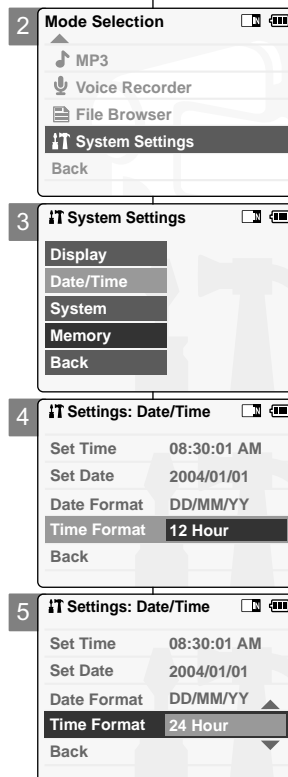 2
Mode Selection
N
MP3
Voice Recorder
File Browser
System Settings
Back
3
System Settings
N
Display
Date/Time
System
Memory
Back
4
Settings: Date/Time
N
Set Time 08:30:01 AM
Set Date 2004/01/01
Date Format DD/MM/YY
Time Format 12 Hour
Back
5
Settings: Date/Time
N
Set Time 08:30:01 AM
Set Date 2004/01/01
Date Format DD/MM/YY
Time Format 24 Hour
Back